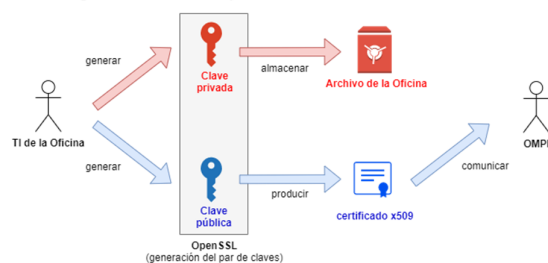 generar
Clave
privada
almacenar
Archivo de la Oficina
TI de la Oficina
OMPI
generar
Clave
pública
producir
certificado x509
comunicar
OpenSSL
(generación del par de claves)